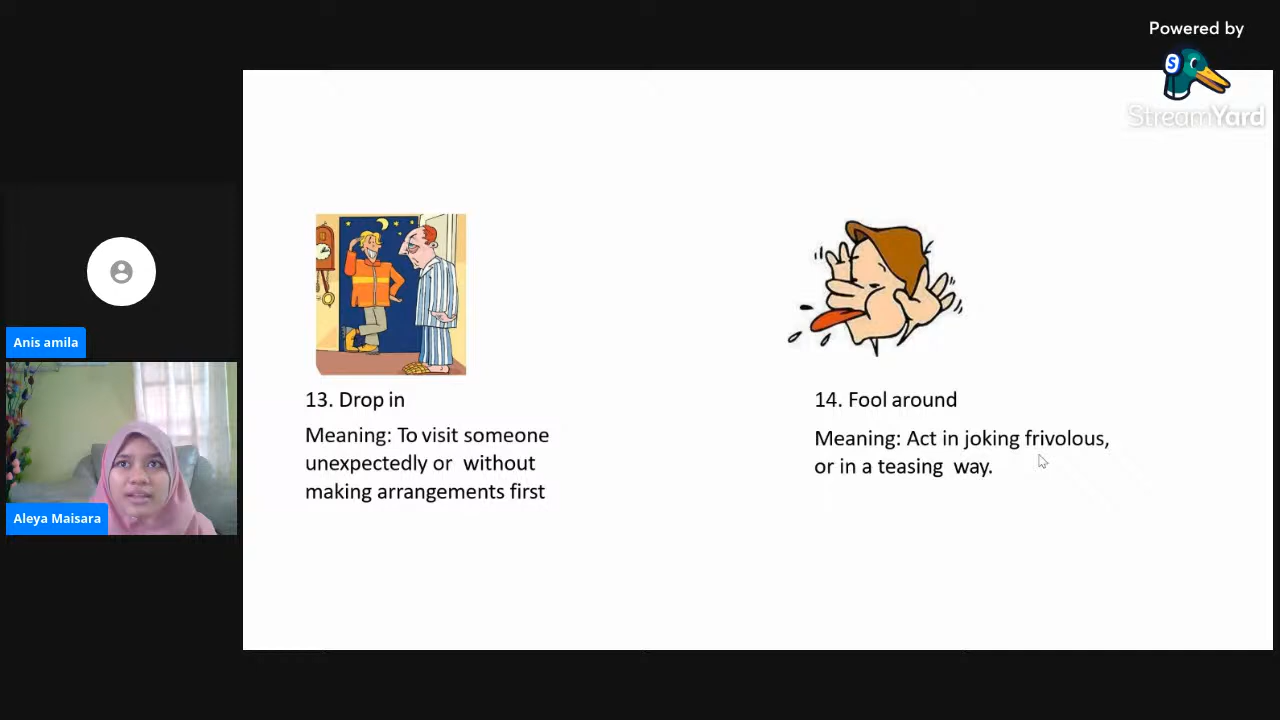 Powered by
S
StreamYard
Anis amila
Aleya Maisara
13. Drop in
Meaning: To visit someone
unexpectedly or  without
making arrangements first
14. Fool around
Meaning: Act in joking frivolous,
or in a teasing  way.